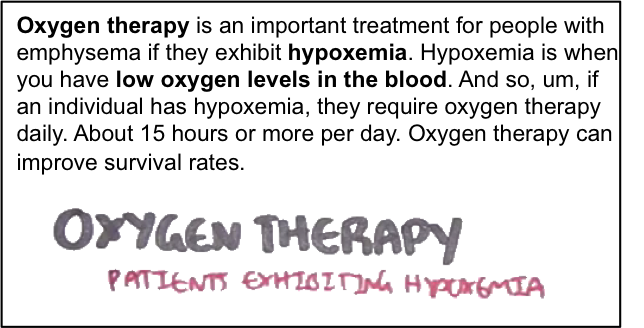 Oxygen therapy is an important treatment for people with
emphysema if they exhibit hypoxemia. Hypoxemia is when
you have low oxygen levels in the blood. And so, um, if
an individual has hypoxemia, they require oxygen therapy
daily. About 15 hours or more per day. Oxygen therapy can
improve survival rates.
OXYGEN THERAPY
PATIENTS EXHIBITING HYPOXEMIA